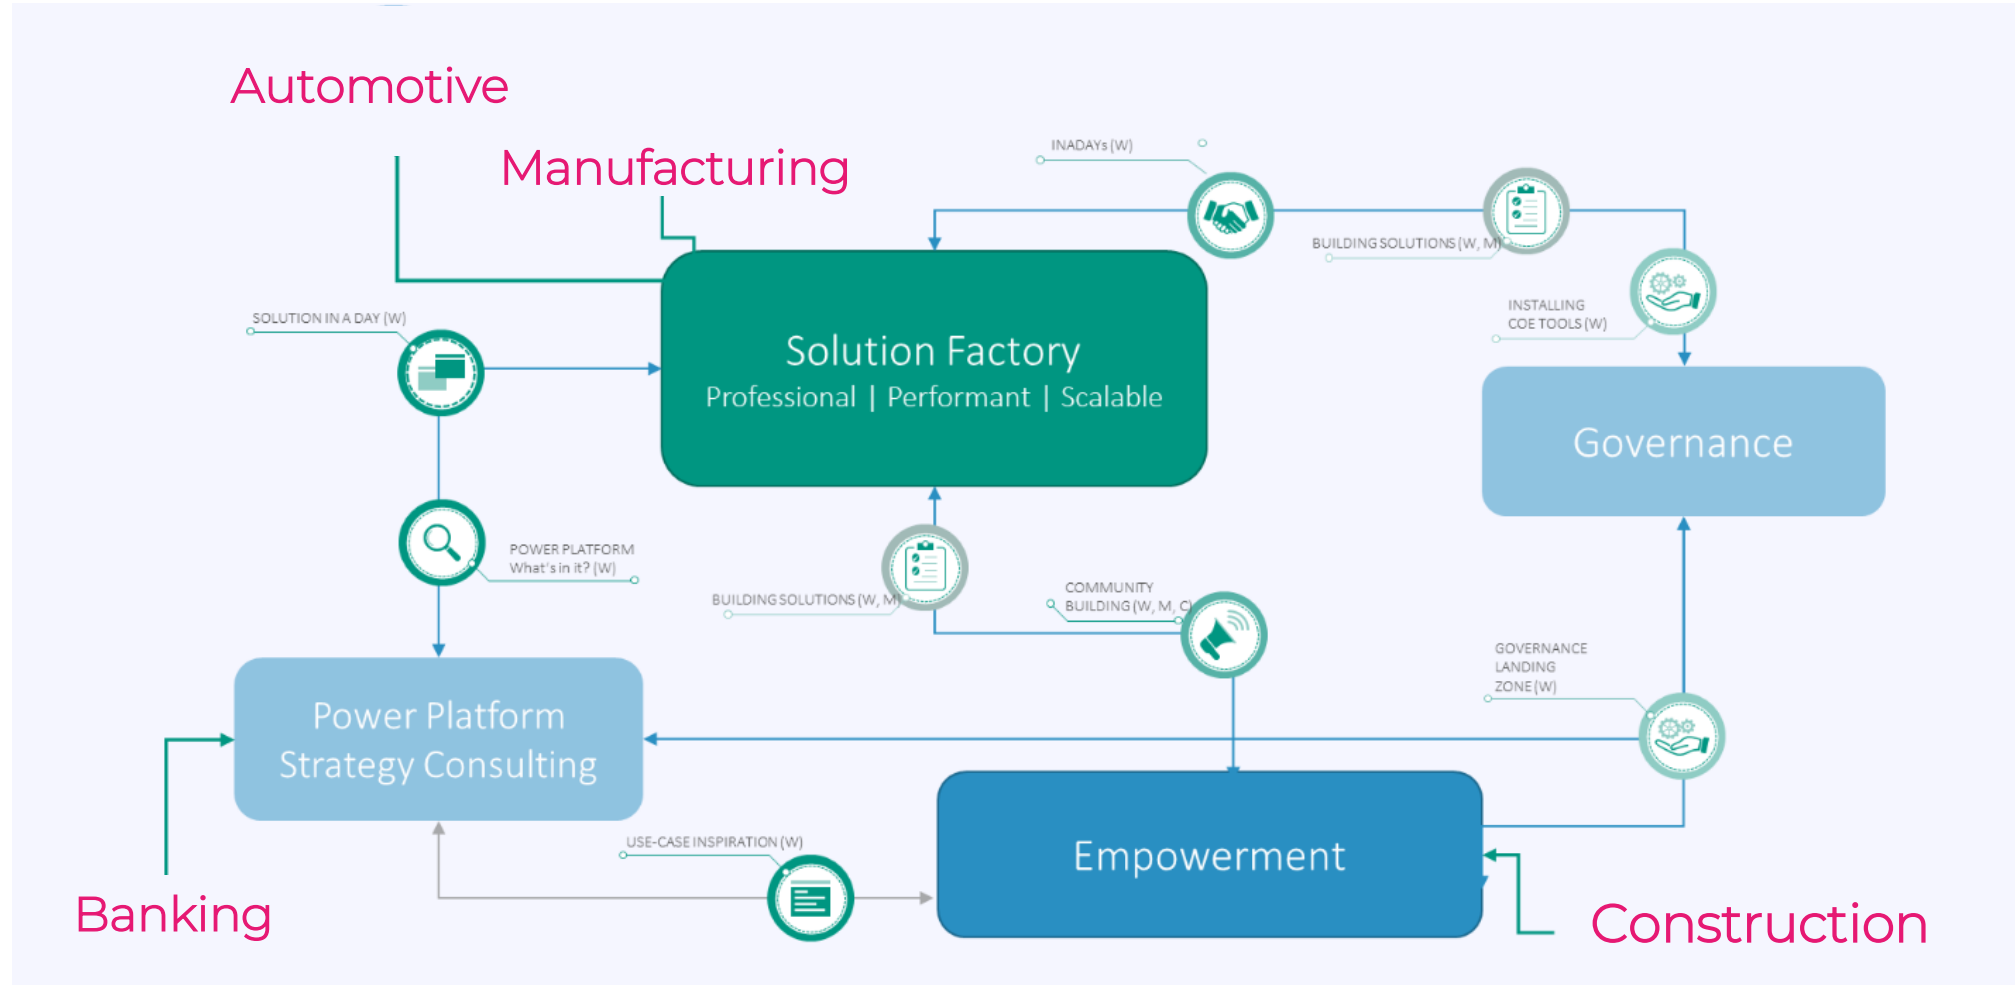 Automotive
Manufacturing
INADAYs (W)
BUILDING SOLUTIONS (W, M)
INSTALLING
COE TOOLS (W)
SOLUTION IN A DAY (W)
Solution Factory
Professional | Performant | Scalable
Governance
POWER PLATFORM
What's in it? (W)
BUILDING SOLUTIONS (W, M)
COMMUNITY
BUILDING (W, M, C)
GOVERNANCE
LANDING
ZONE (W)
Power Platform
Strategy Consulting
USE-CASE INSPIRATION (W)
Empowerment
Banking
Construction